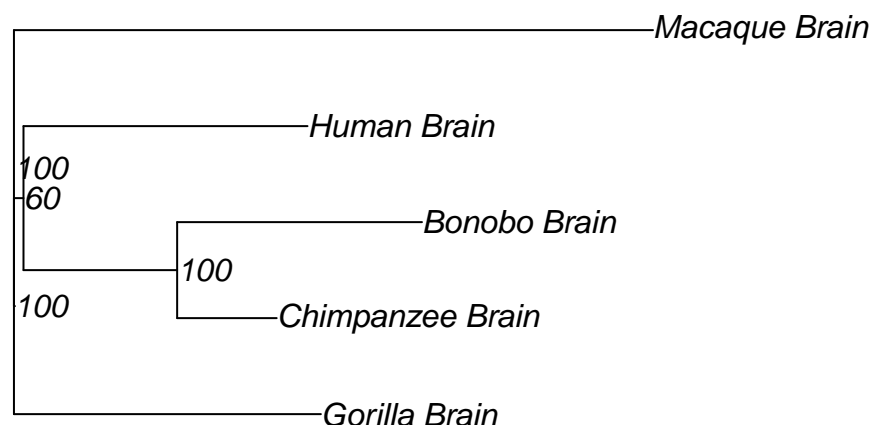 Macaque Brain
Human Brain
100
60
Bonobo Brain
100
100
Chimpanzee Brain
Gorilla Brain